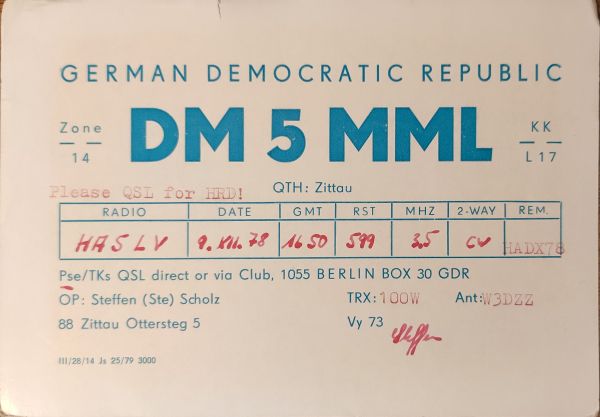 GERMAN DEMOCRATIC REPUBLIC
Zone 14
DM 5 MML
KK L17
Please QSL for HRD!
QTH: Zittau
RADIO DATE GMT RST MHZ 2-WAY REM.
HA5LV 9. XII. 78 1650 599 3,5 CW HADX78
Pse/TKs QSL direct or via Club, 1055 BERLIN BOX 30 GDR
OP: Steffen (Ste) Scholz TRX: 100W Ant: W3DZZ
88 Zittau Ottersteg 5 Vy 73 Steffen
III/28/14 Js 25/79 3000